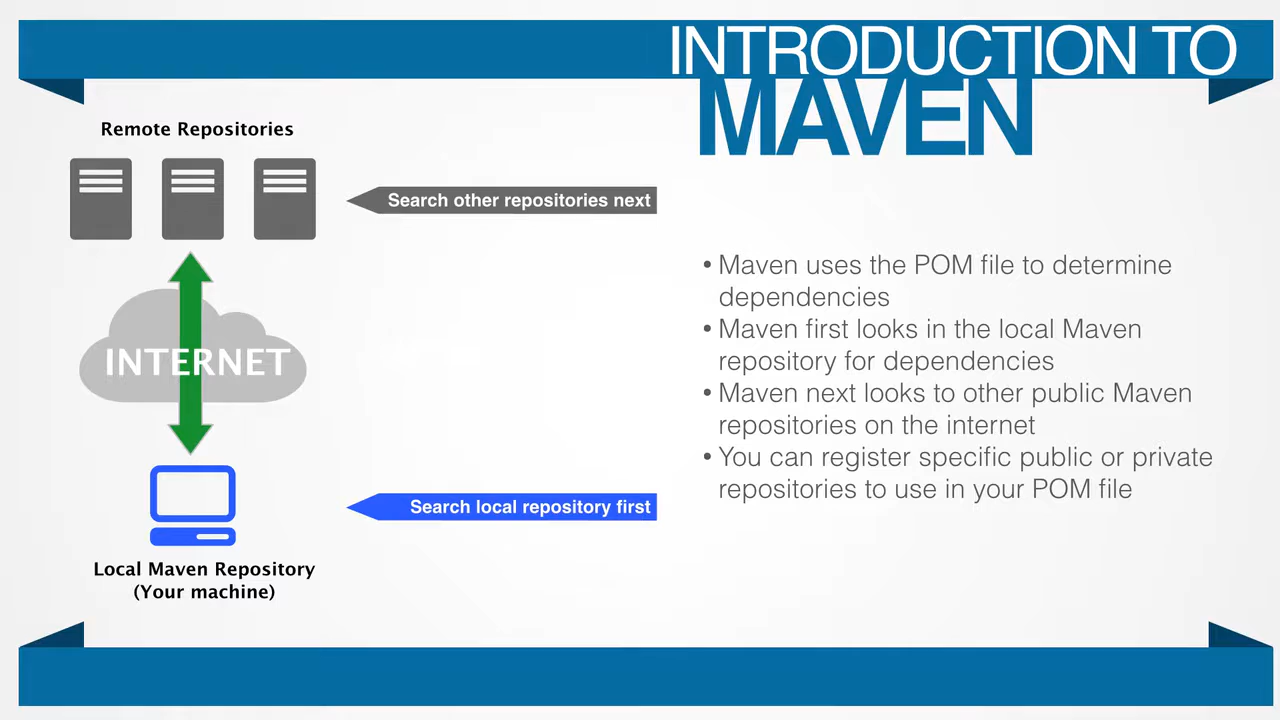 INTRODUCTION TO
MAVEN
Remote Repositories
Search other repositories next
INTERNET
Search local repository first
Local Maven Repository
(Your machine)
• Maven uses the POM file to determine
dependencies
• Maven first looks in the local Maven
repository for dependencies
• Maven next looks to other public Maven
repositories on the internet
• You can register specific public or private
repositories to use in your POM file